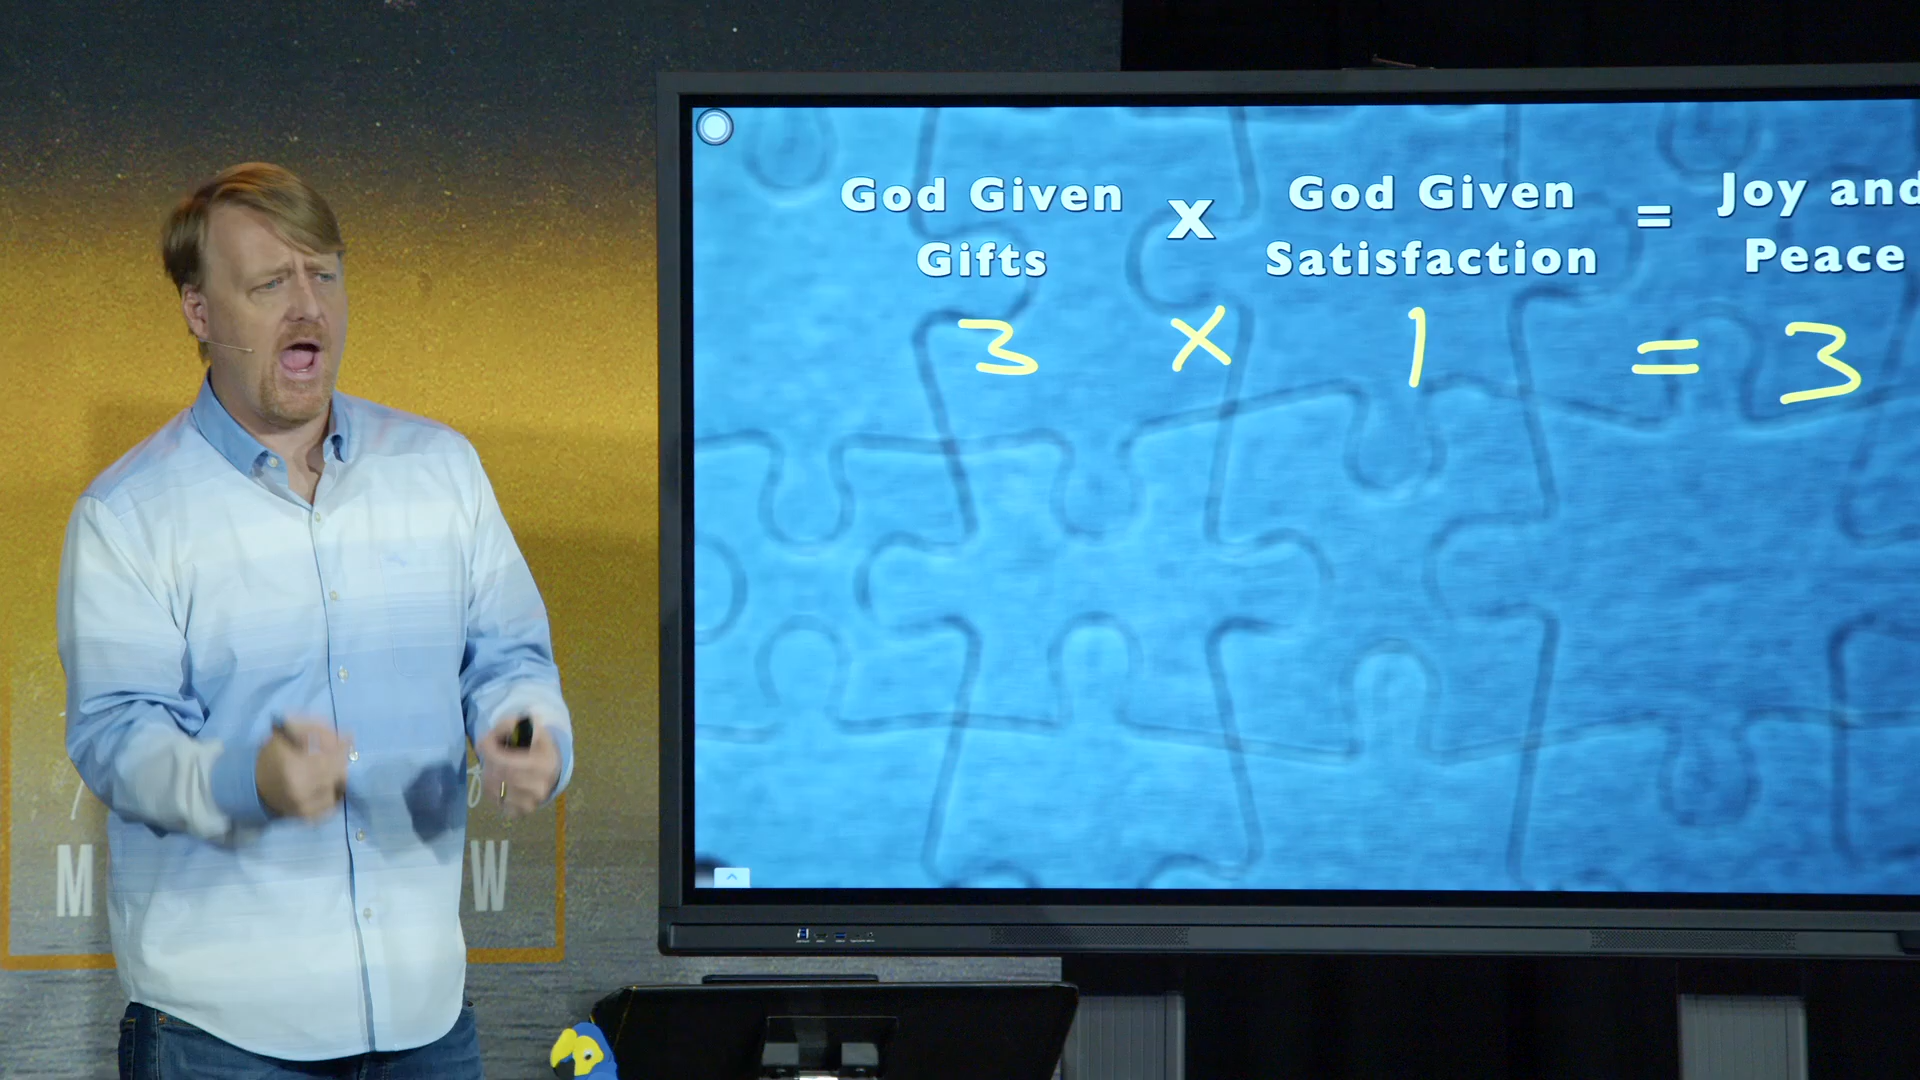 God Given x God Given = Joy and
Gifts Satisfaction Peace
3 x 1 = 3
M W